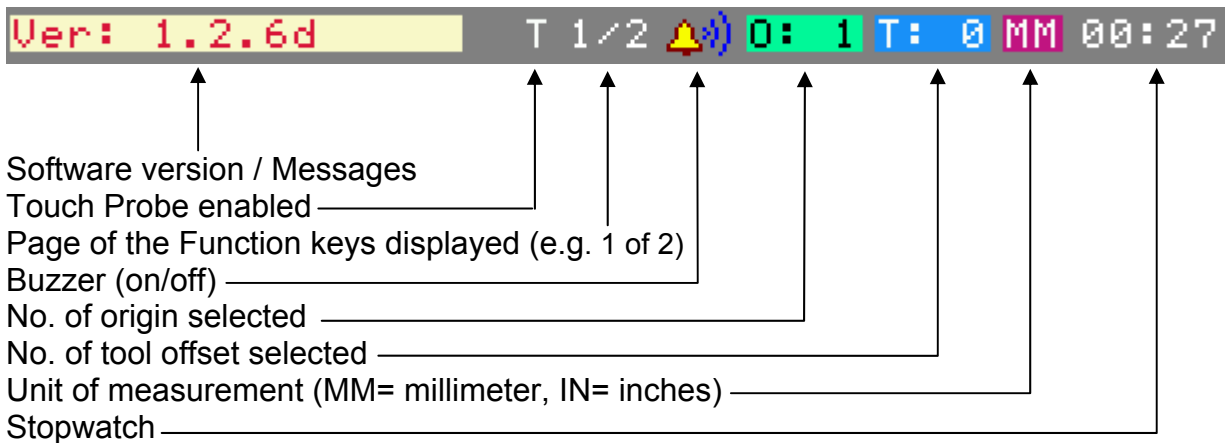 Ver: 1.2.6d T 1/2 O: 1 T: 0 MM 00:27
Software version / Messages
Touch Probe enabled
Page of the Function keys displayed (e.g. 1 of 2)
Buzzer (on/off)
No. of origin selected
No. of tool offset selected
Unit of measurement (MM= millimeter, IN= inches)
Stopwatch